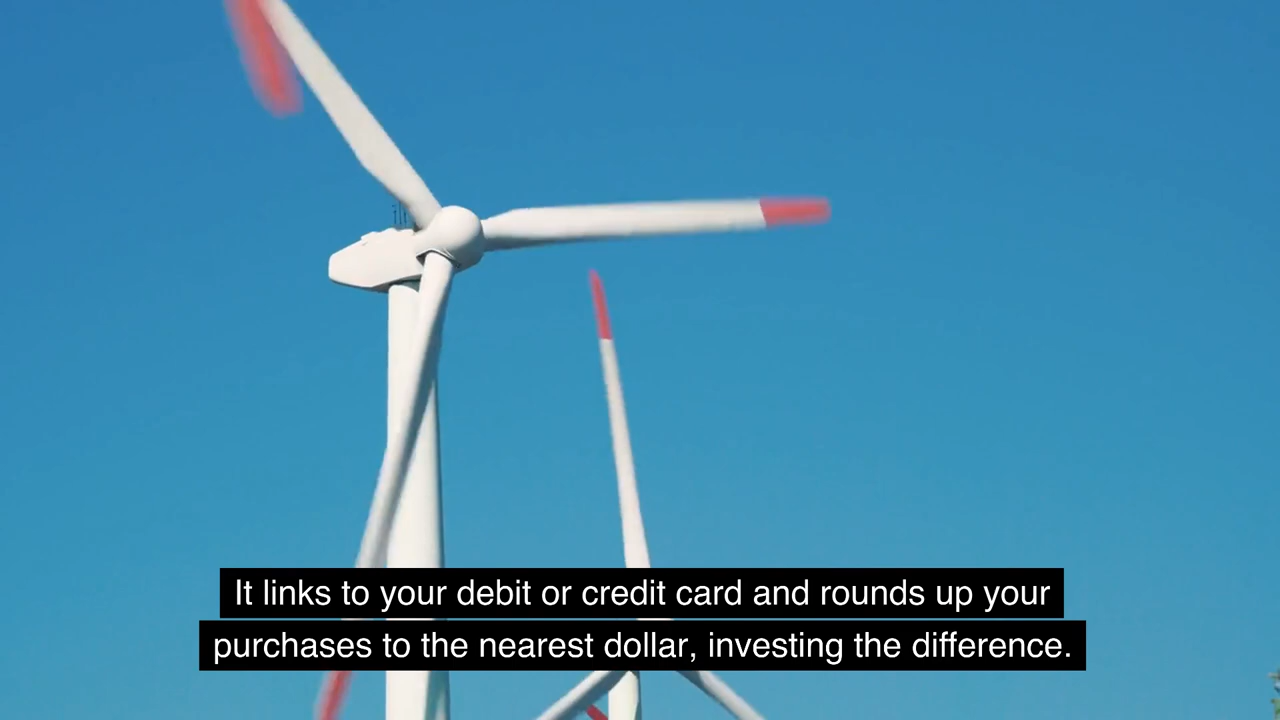 It links to your debit or credit card and rounds up your
purchases to the nearest dollar, investing the difference.